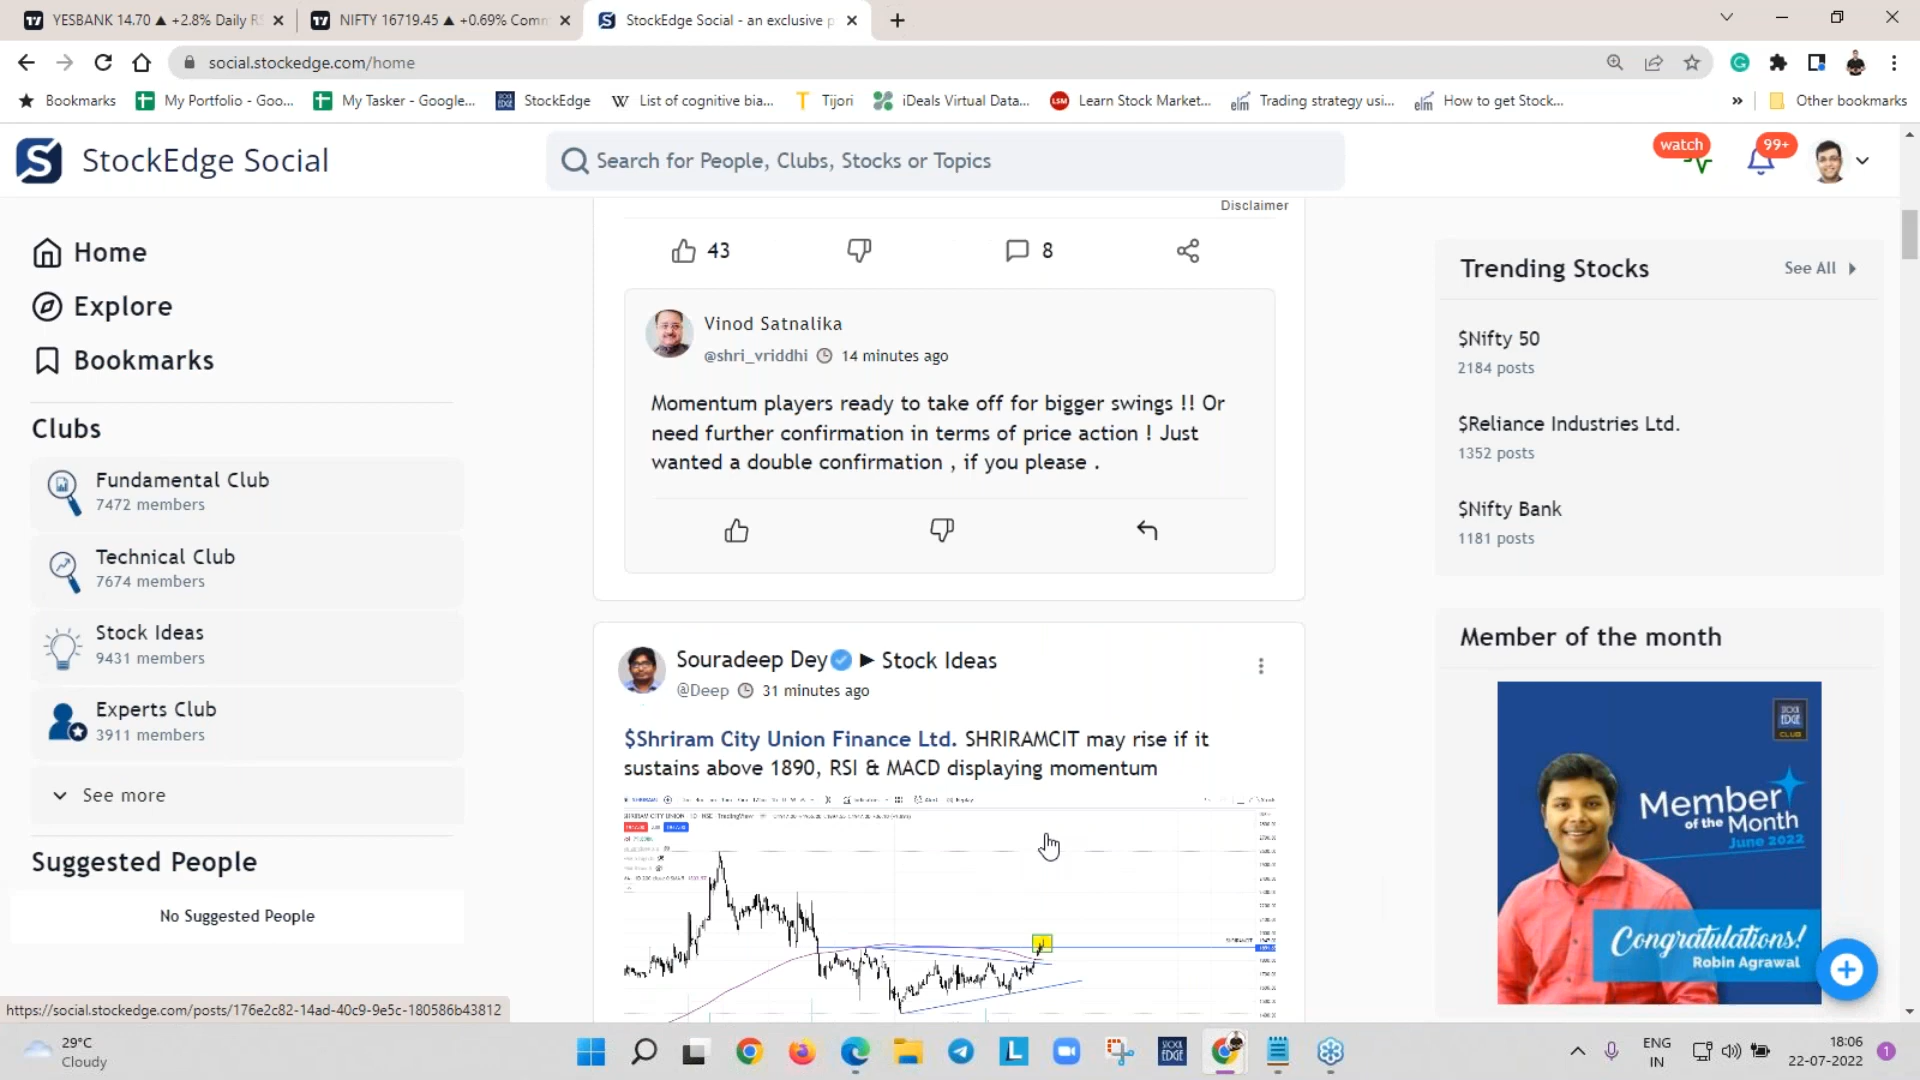 YESBANK 14.70 ▲ +2.8% Daily RS
NIFTY 16719.45 ▲ +0.69% Comm
StockEdge Social - an exclusive p
social.stockedge.com/home
Bookmarks
My Portfolio - Goo...
My Tasker - Google...
StockEdge
List of cognitive bia...
Tijori
iDeals Virtual Data...
Learn Stock Market...
Trading strategy usi...
How to get Stock...
»
Other bookmarks
StockEdge Social
Search for People, Clubs, Stocks or Topics
watch
99+
Home
Explore
Bookmarks
Clubs
Fundamental Club
7472 members
Technical Club
7674 members
Stock Ideas
9431 members
Experts Club
3911 members
See more
Suggested People
No Suggested People
Disclaimer
43
8
Vinod Satnalika
@shri_vriddhi 14 minutes ago
Momentum players ready to take off for bigger swings !! Or
need further confirmation in terms of price action ! Just
wanted a double confirmation , if you please .
Souradeep Dey ▶ Stock Ideas
@Deep 31 minutes ago
$Shriram City Union Finance Ltd. SHRIRAMCIT may rise if it
sustains above 1890, RSI & MACD displaying momentum
Trending Stocks
See All
$Nifty 50
2184 posts
$Reliance Industries Ltd.
1352 posts
$Nifty Bank
1181 posts
Member of the month
STOCK
EDGE
CLUB
Member
of the Month
June 2022
Congratulations!
Robin Agrawal
https://social.stockedge.com/posts/176e2c82-14ad-40c9-9e5c-180586b43812
29°C
Cloudy
STOCK
EDGE
ENG
IN
18:06
22-07-2022
1